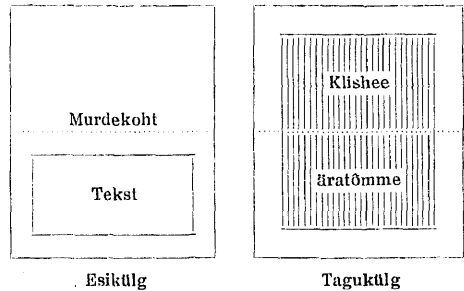 Murdekoht
Tekst
Esikülg
Klishee
äratõmme
Tagukülg